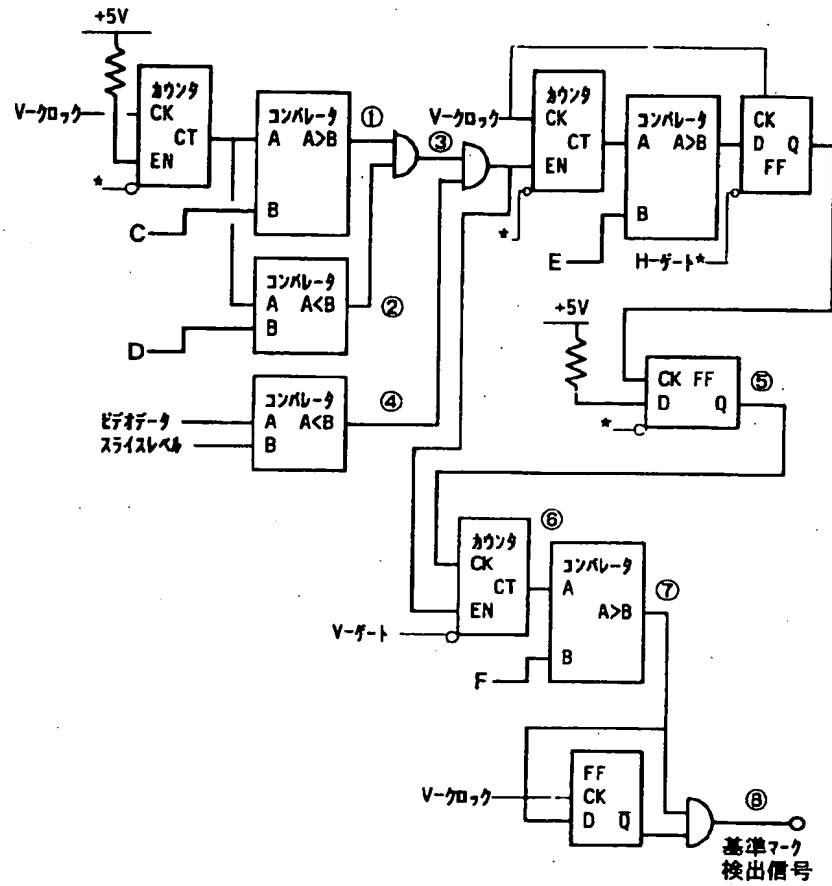 +5V
V-クロック
カウンタ
CK
CT
EN
*
コンパレータ
A A>B
B
C
①
コンパレータ
A A<B
B
D
②
③
コンパレータ
ビデオデータ
A A<B
スライスレベル
B
④
V-クロック
カウンタ
CK
CT
EN
*
コンパレータ
A A>B
B
E
CK
D Q
FF
H-ゲート*
+5V
CK FF
D Q
*
⑤
⑥
カウンタ
CK
CT
EN
V-ゲート
コンパレータ
A
A>B
B
F
⑦
FF
V-クロック
CK
D Q̅
⑧
基準マーク
検出信号